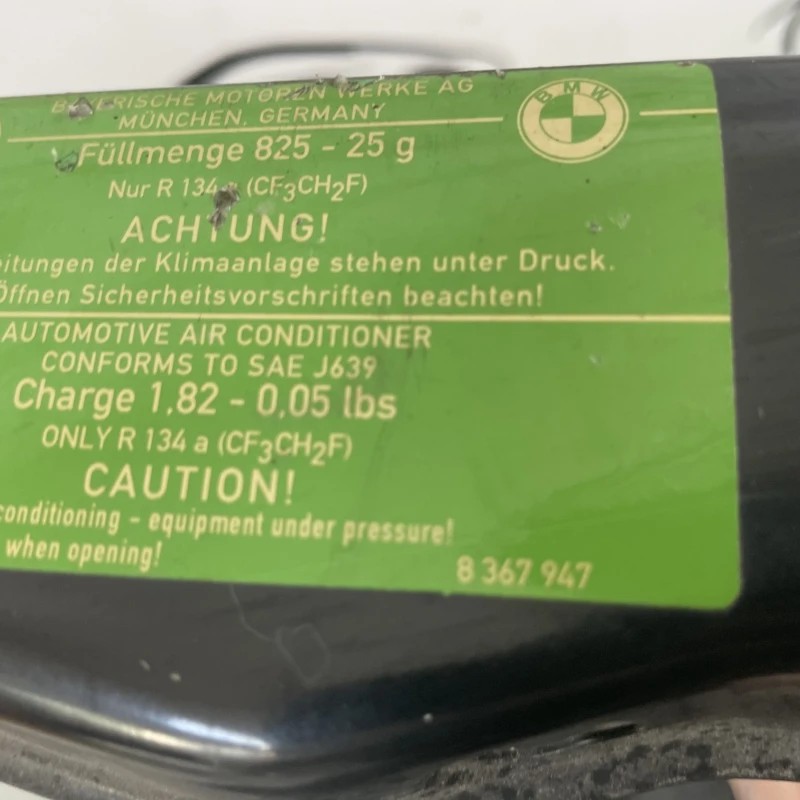 BAYERISCHE MOTOREN WERKE AG
MÜNCHEN, GERMANY
BMW
Füllmenge 825 - 25 g
Nur R 134 a (CF3CH2F)
ACHTUNG!
eitungen der Klimaanlage stehen unter Druck.
Öffnen Sicherheitsvorschriften beachten!
AUTOMOTIVE AIR CONDITIONER
CONFORMS TO SAE J639
Charge 1,82 - 0,05 lbs
ONLY R 134 a (CF3CH2F)
CAUTION!
conditioning - equipment under pressure!
when opening!
8 367 947